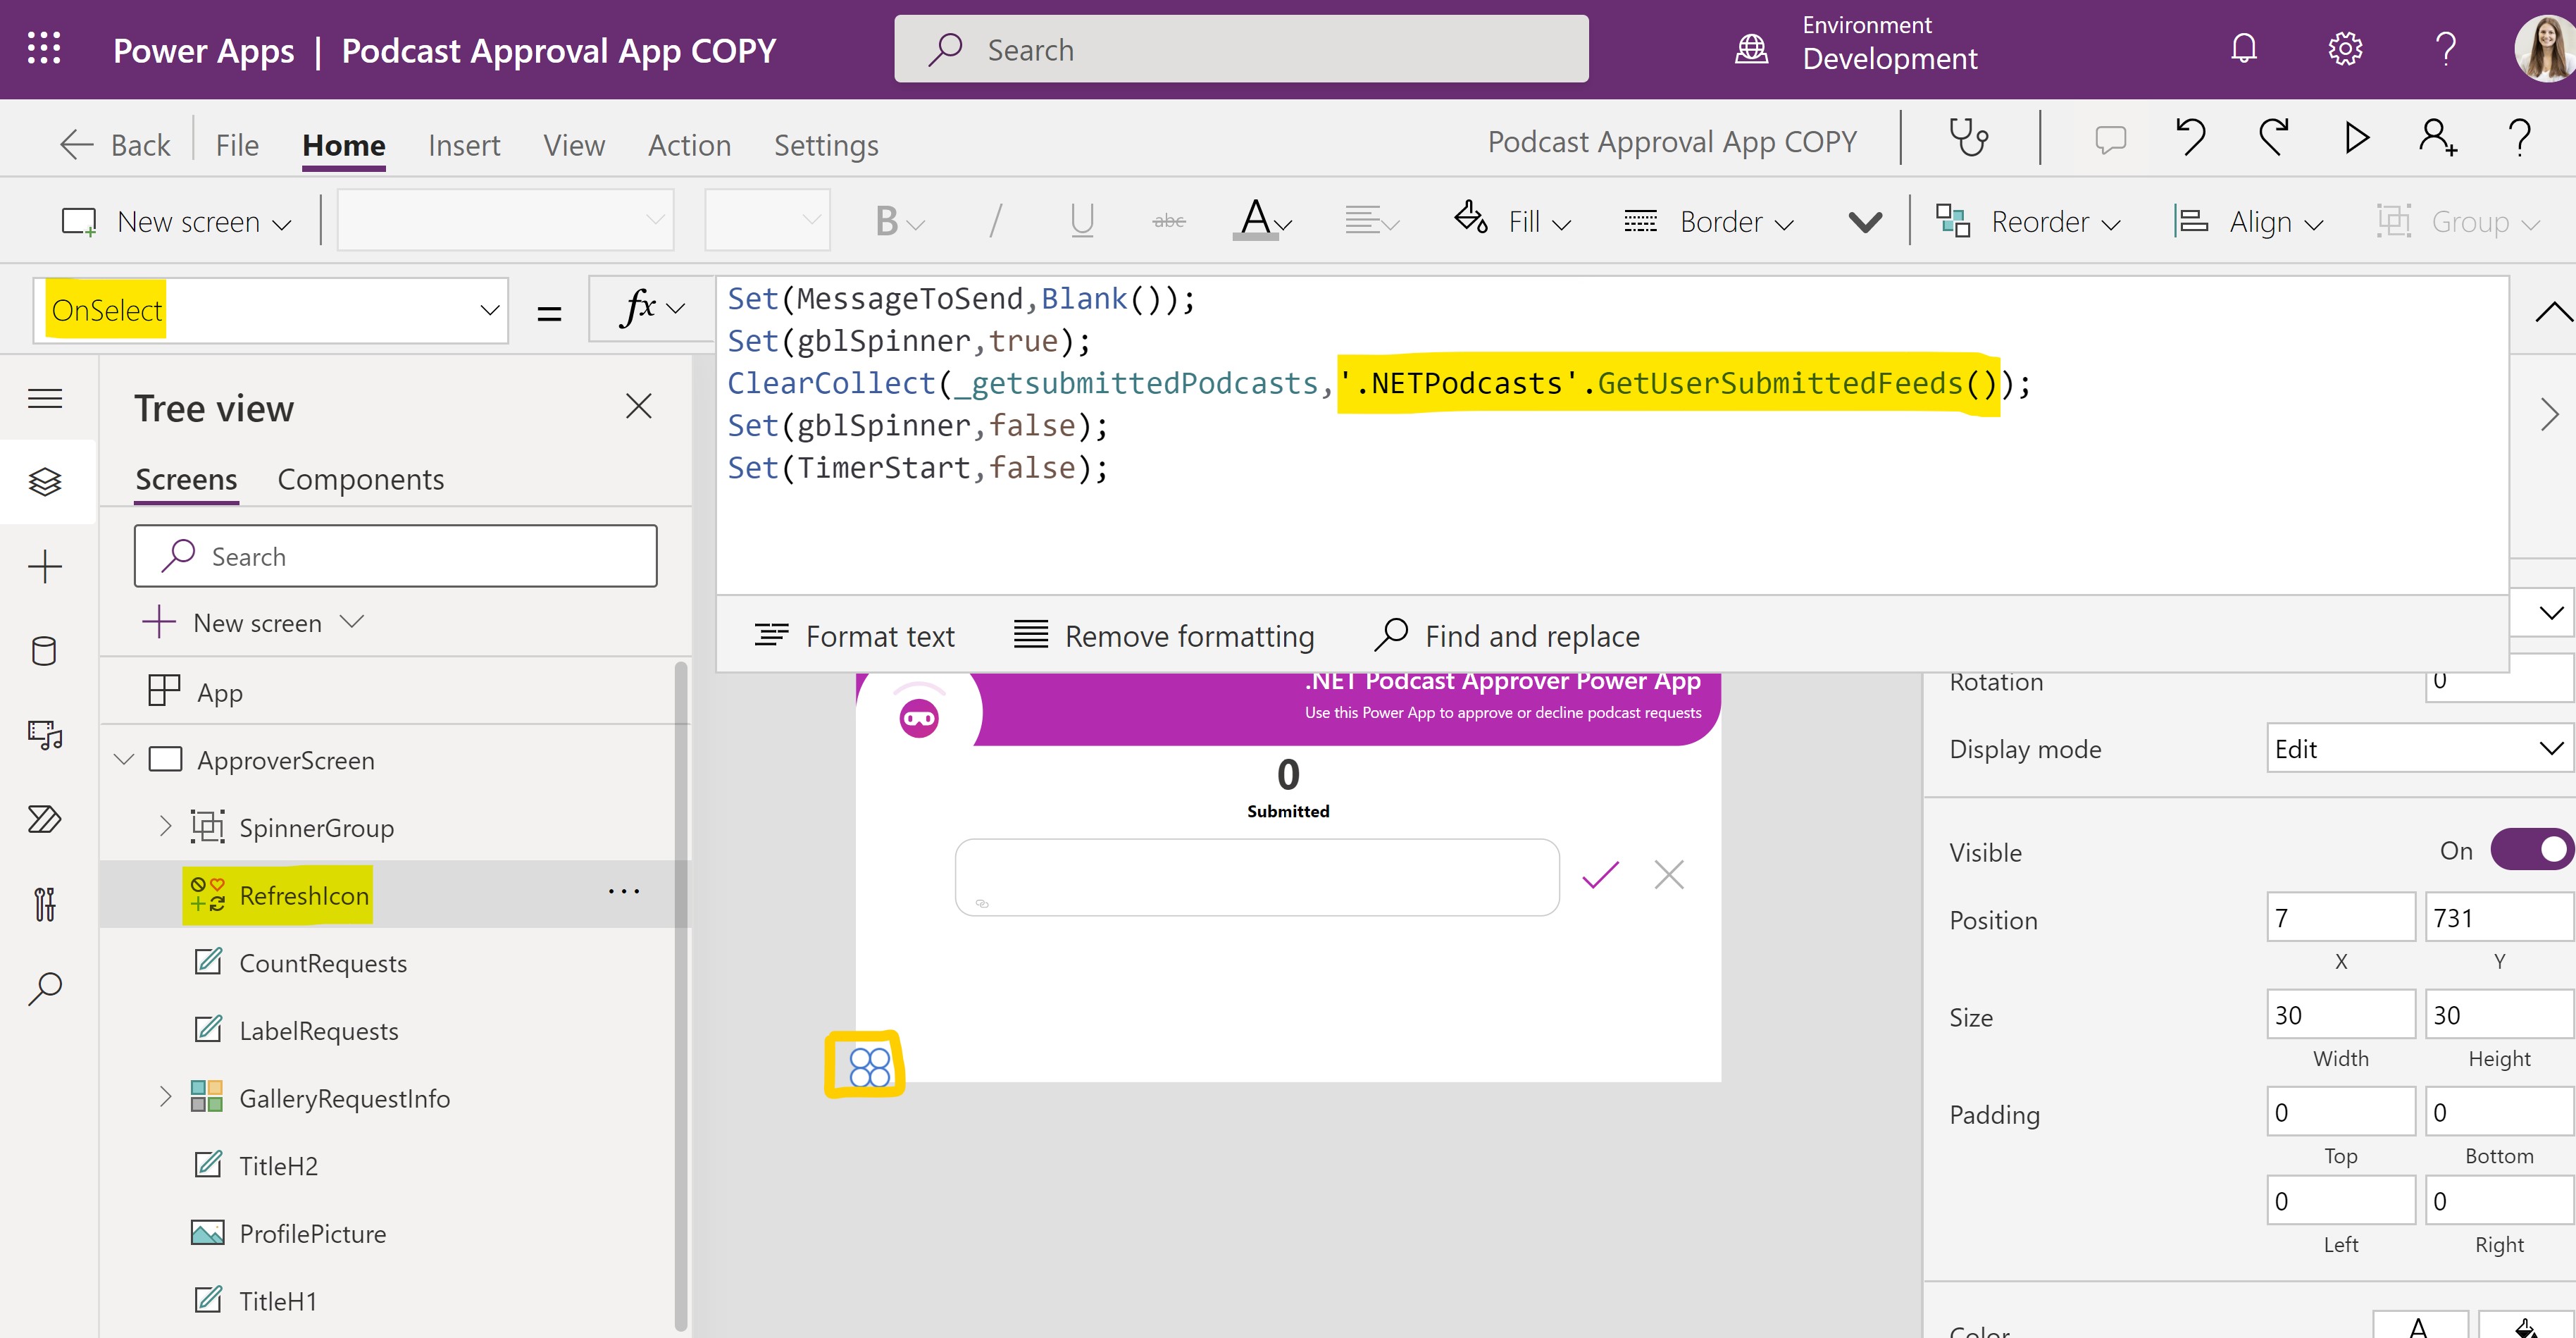 Power Apps | Podcast Approval App COPY
Search
Environment
Development
Back
File
Home
Insert
View
Action
Settings
Podcast Approval App COPY
New screen
B
/
U
abc
A
Fill
Border
Reorder
Align
Group
OnSelect
=
fx
Set(MessageToSend,Blank());
Set(gblSpinner,true);
ClearCollect(_getsubmittedPodcasts,'.NETPodcasts'.GetUserSubmittedFeeds());
Set(gblSpinner,false);
Set(TimerStart,false);
Format text
Remove formatting
Find and replace
Tree view
Screens
Components
Search
New screen
App
ApproverScreen
SpinnerGroup
RefreshIcon
CountRequests
LabelRequests
GalleryRequestInfo
TitleH2
ProfilePicture
TitleH1
.NET Podcast Approver Power App
Use this Power App to approve or decline podcast requests
0
Submitted
Rotation
0
Display mode
Edit
Visible
On
Position
7
731
X
Y
Size
30
30
Width
Height
Padding
0
0
Top
Bottom
0
0
Left
Right
Color
A